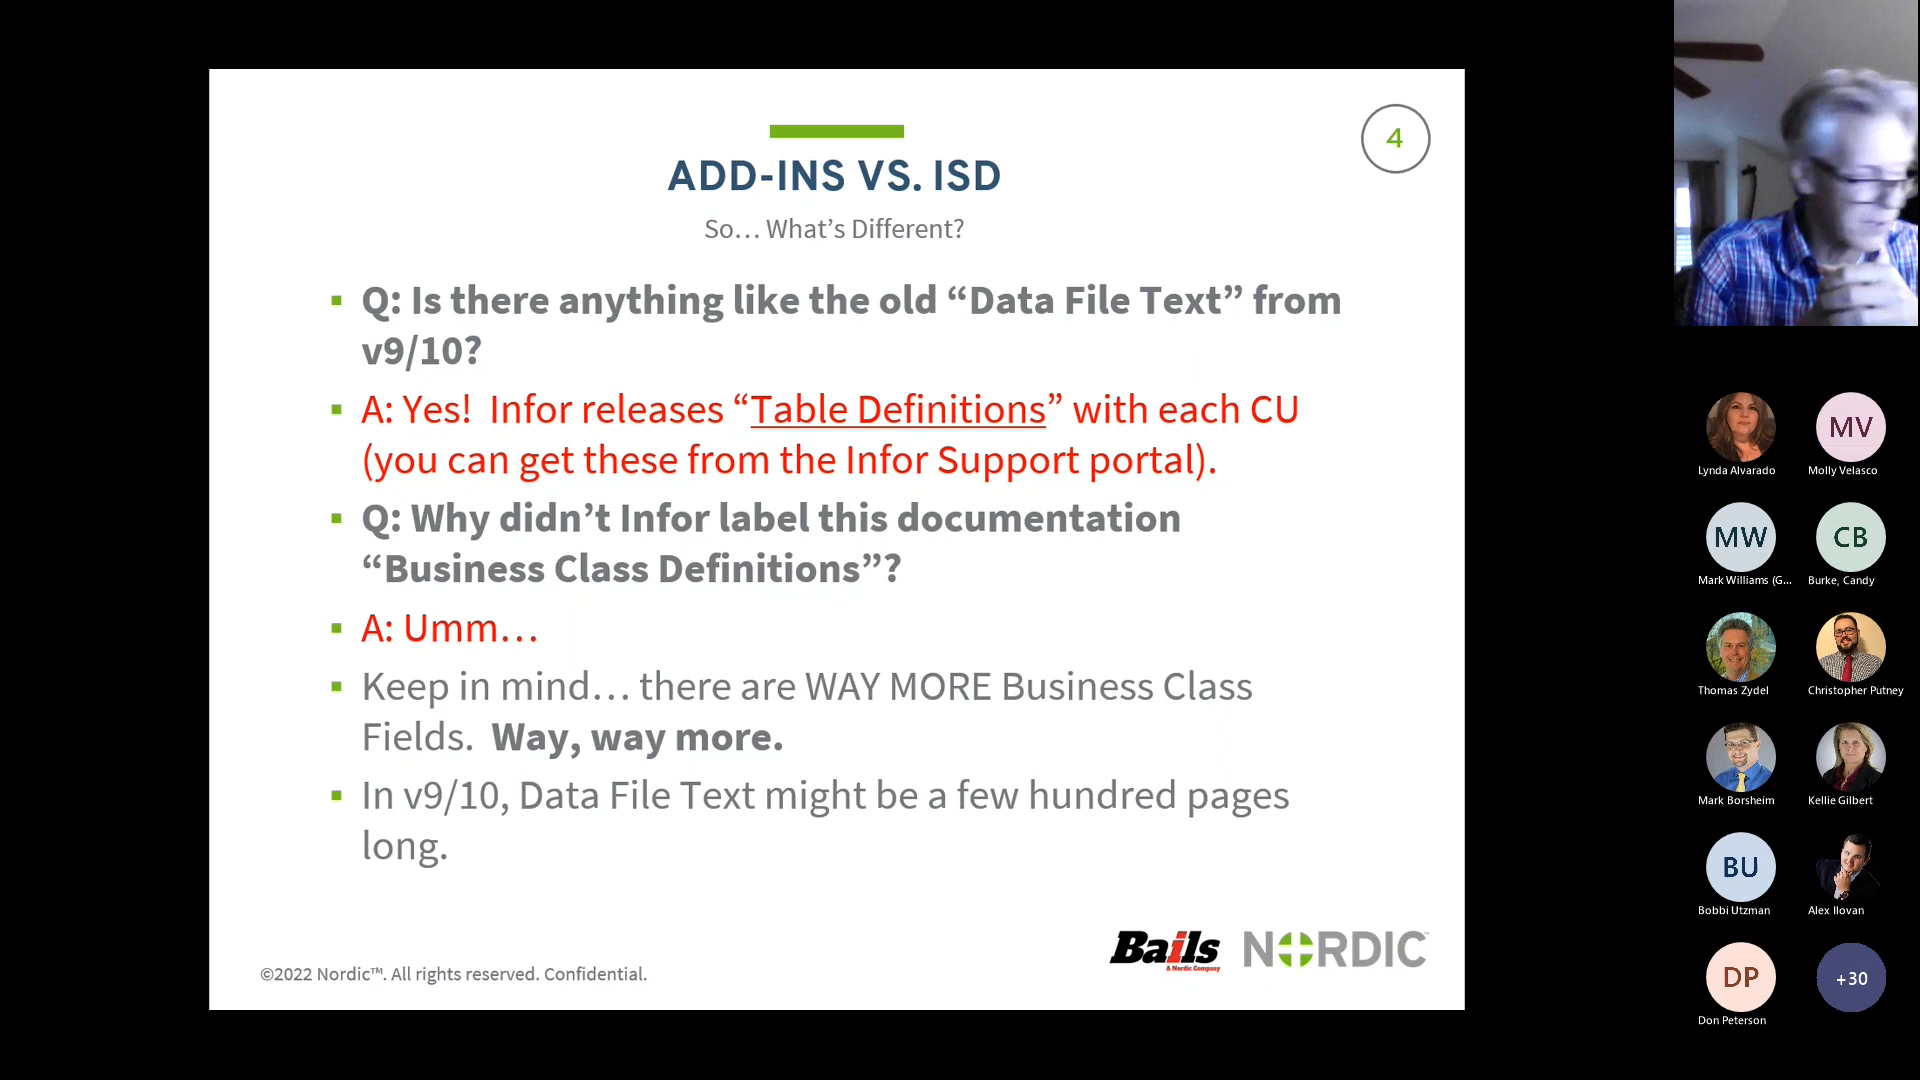 4
ADD-INS VS. ISD
So… What’s Different?
▪ Q: Is there anything like the old “Data File Text” from
v9/10?
▪ A: Yes!  Infor releases “Table Definitions” with each CU
(you can get these from the Infor Support portal).
▪ Q: Why didn’t Infor label this documentation
“Business Class Definitions”?
▪ A: Umm…
▪ Keep in mind… there are WAY MORE Business Class
Fields.  Way, way more.
▪ In v9/10, Data File Text might be a few hundred pages
long.
©2022 Nordic™. All rights reserved. Confidential.
Bails
A Nordic Company
NORDIC™
Lynda Alvarado
MV
Molly Velasco
MW
Mark Williams (G...
CB
Burke, Candy
Thomas Zydel
Christopher Putney
Mark Borsheim
Kellie Gilbert
BU
Bobbi Utzman
Alex Ilovan
DP
Don Peterson
+30